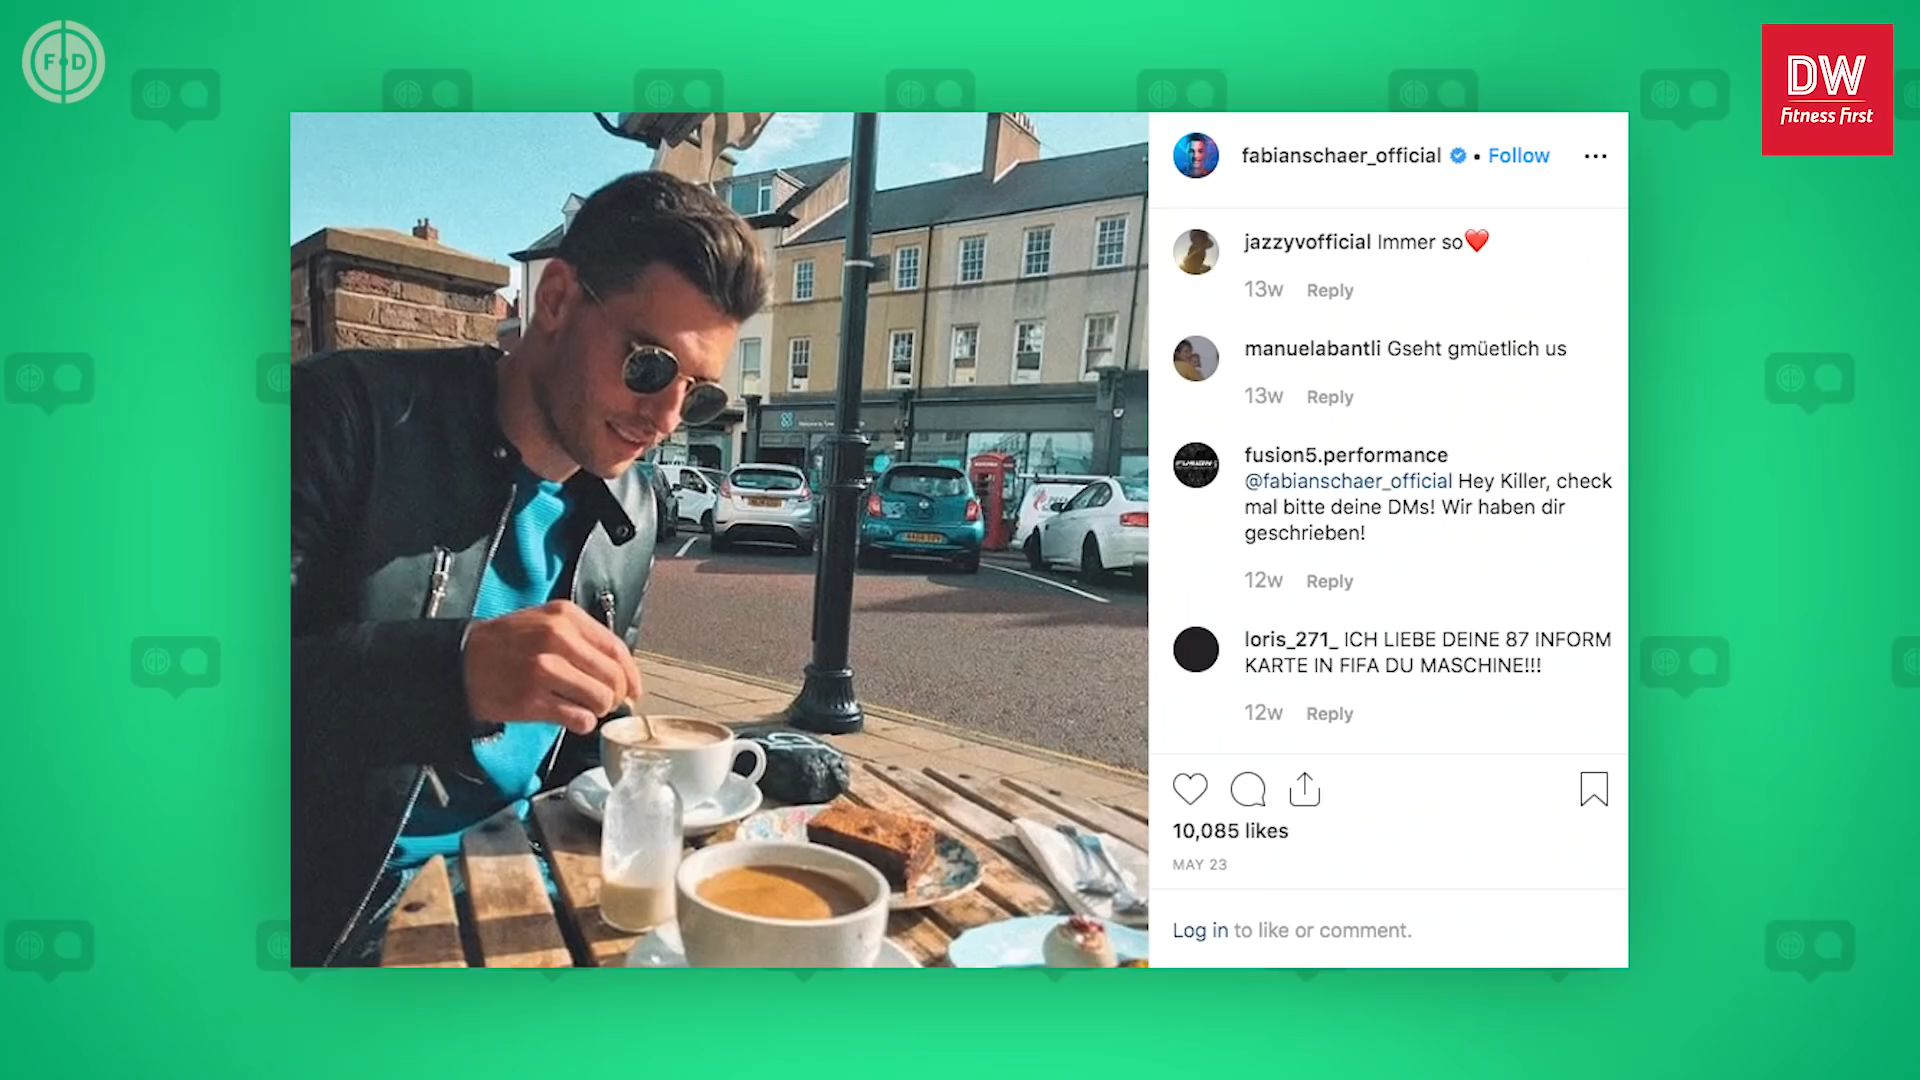 F D
DW
Fitness First
fabianschaer_official • Follow
jazzyvofficial Immer so❤️
13w Reply
manuelabantli Gseht gmüetlich us
13w Reply
fusion5.performance
@fabianschaer_official Hey Killer, check
mal bitte deine DMs! Wir haben dir
geschrieben!
12w Reply
loris_271_ ICH LIEBE DEINE 87 INFORM
KARTE IN FIFA DU MASCHINE!!!
12w Reply
10,085 likes
MAY 23
Log in to like or comment.